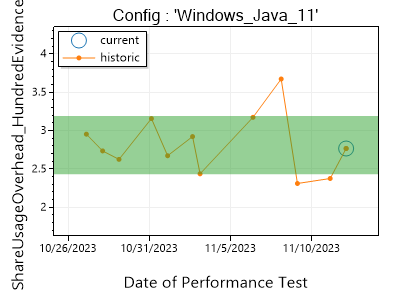 Config : 'Windows_Java_11'
ShareUsageOverhead_HundredEvidence
current
historic
4
3.5
3
2.5
2
10/26/2023
10/31/2023
11/5/2023
11/10/2023
Date of Performance Test